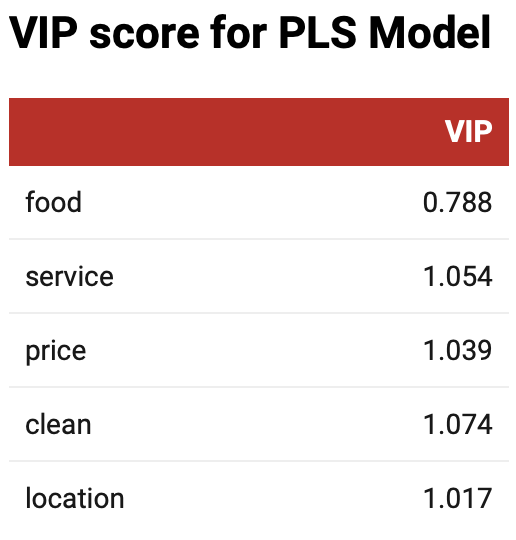 VIP score for PLS Model
VIP
food 0.788
service 1.054
price 1.039
clean 1.074
location 1.017